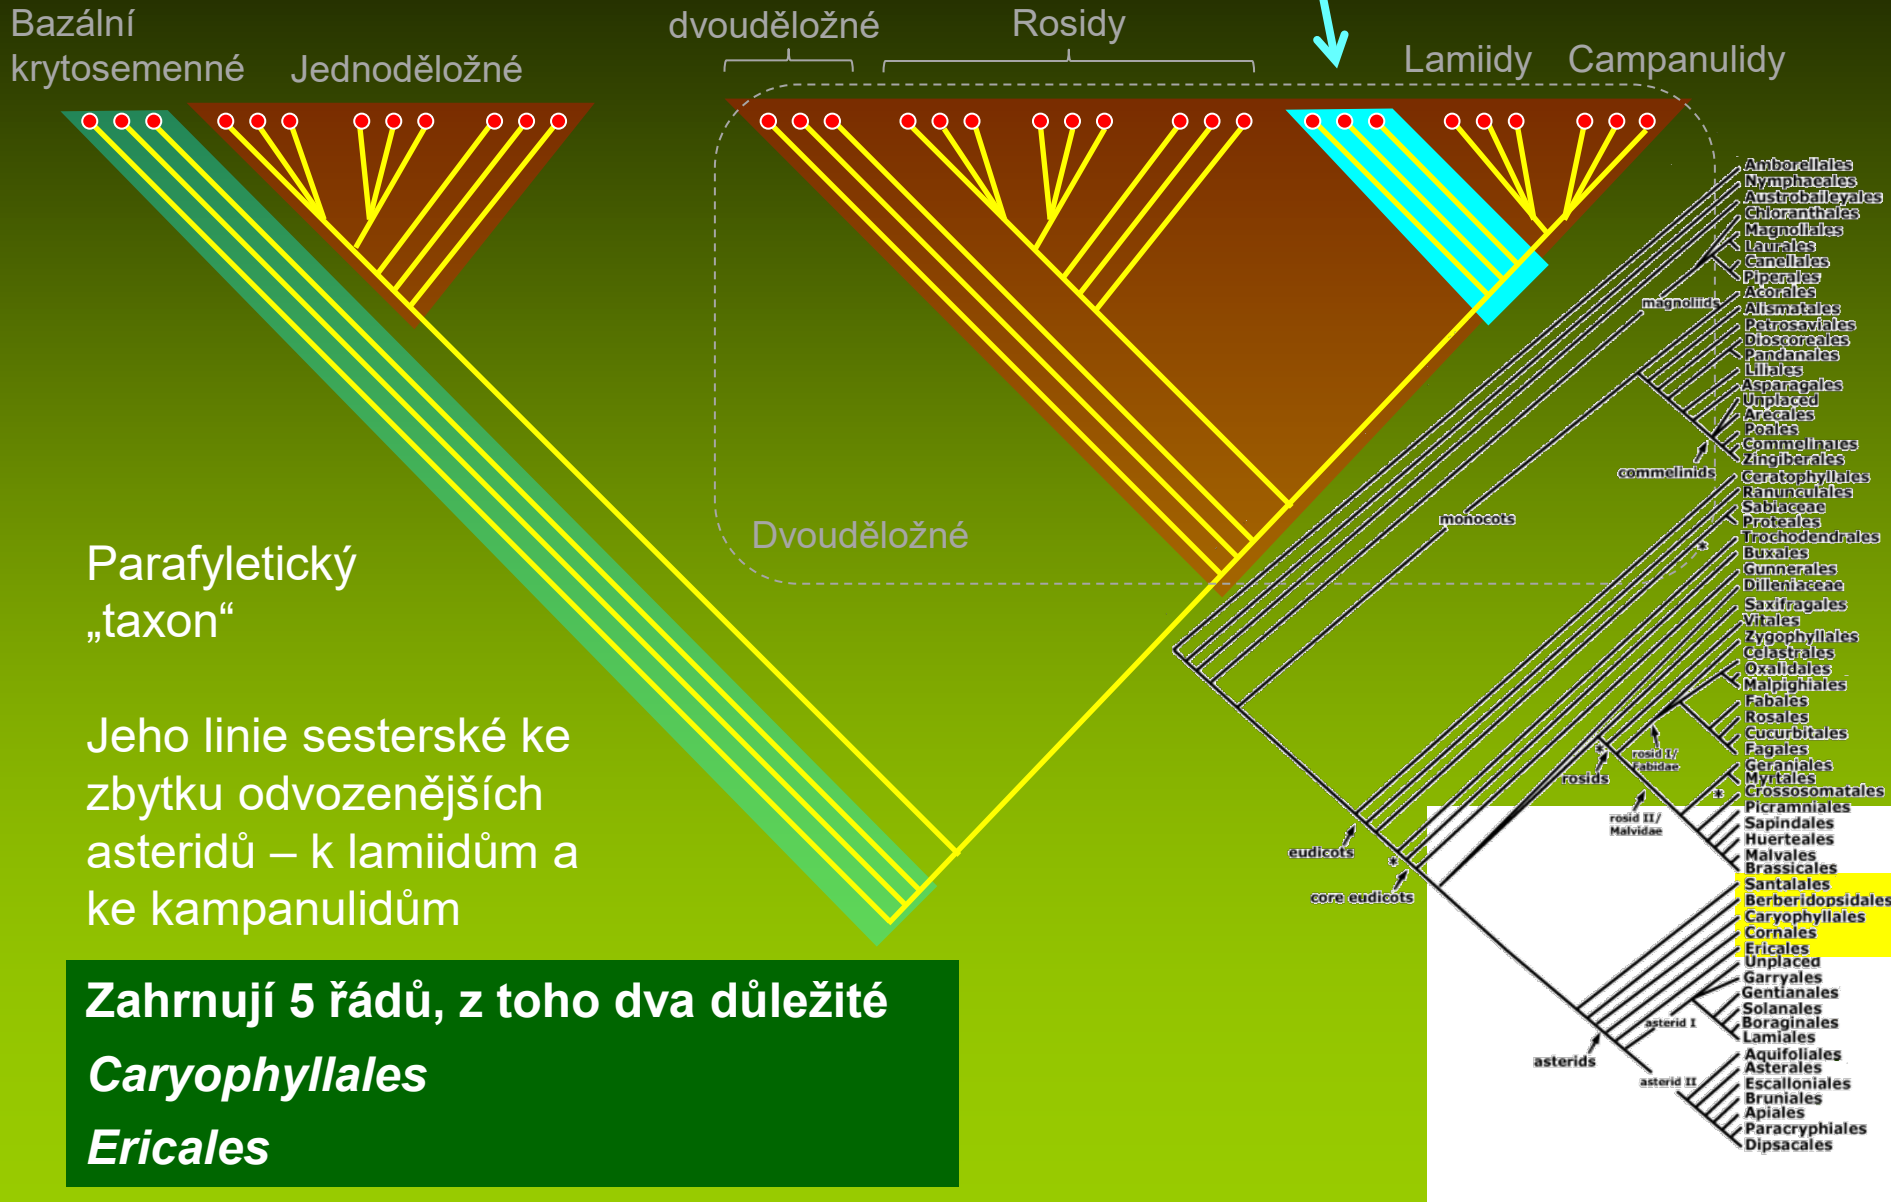 Bazální
krytosemenné
Jednoděložné
dvouděložné
Rosidy
Lamiidy
Campanulidy
Dvouděložné
Parafyletický
„taxon“
Jeho linie sesterské ke
zbytku odvozenějších
asteridů – k lamiidům a
ke kampanulidům
Zahrnují 5 řádů, z toho dva důležité
Caryophyllales
Ericales
Amborellales
Nymphaeales
Austrobaileyales
Chloranthales
Magnoliales
Laurales
Canellales
Piperales
magnoliids
Acorales
Alismatales
Petrosaviales
Dioscoreales
Pandanales
Liliales
Asparagales
Unplaced
Arecales
Poales
Commelinales
Zingiberales
commelinids
monocots
Ceratophyllales
Ranunculales
Sabiaceae
Proteales
Trochodendrales
*
Buxales
Gunnerales
Dilleniaceae
Saxifragales
Vitales
Zygophyllales
Celastrales
Oxalidales
Malpighiales
Fabales
Rosales
Cucurbitales
Fagales
*
rosid I/
Fabidae
rosids
Geraniales
Myrtales
Crossosomatales
*
Picramniales
Sapindales
Huerteales
Malvales
Brassicales
rosid II/
Malvidae
eudicots
*
core eudicots
Santalales
Berberidopsidales
Caryophyllales
Cornales
Ericales
Unplaced
Garryales
Gentianales
Solanales
Boraginales
Lamiales
asterid I
asterids
Aquifoliales
Asterales
Escalloniales
Bruniales
Apiales
Paracryphiales
Dipsacales
asterid II